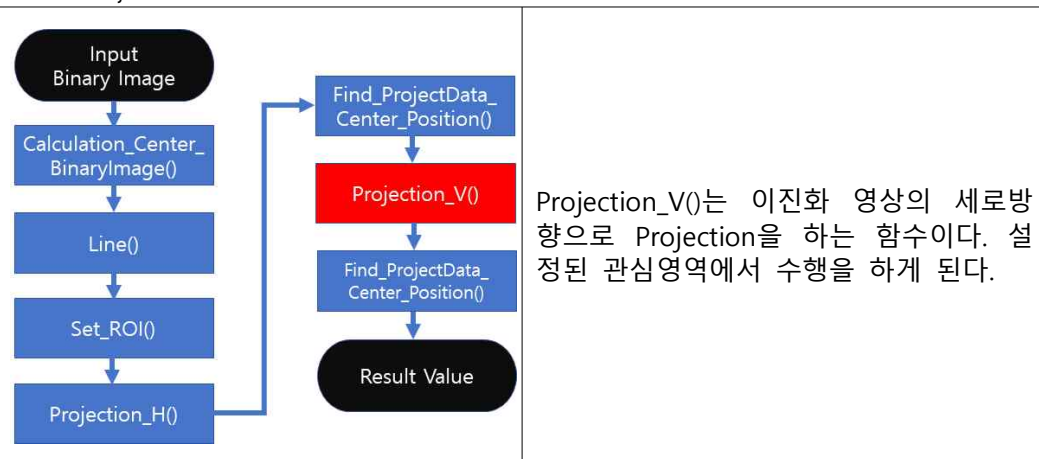 Input
Binary Image
Calculation_Center_
BinaryImage()
Line()
Set_ROI()
Projection_H()
Find_ProjectData_
Center_Position()
Projection_V()
Find_ProjectData_
Center_Position()
Result Value
Projection_V()는 이진화 영상의 세로방
향으로 Projection을 하는 함수이다. 설
정된 관심영역에서 수행을 하게 된다.